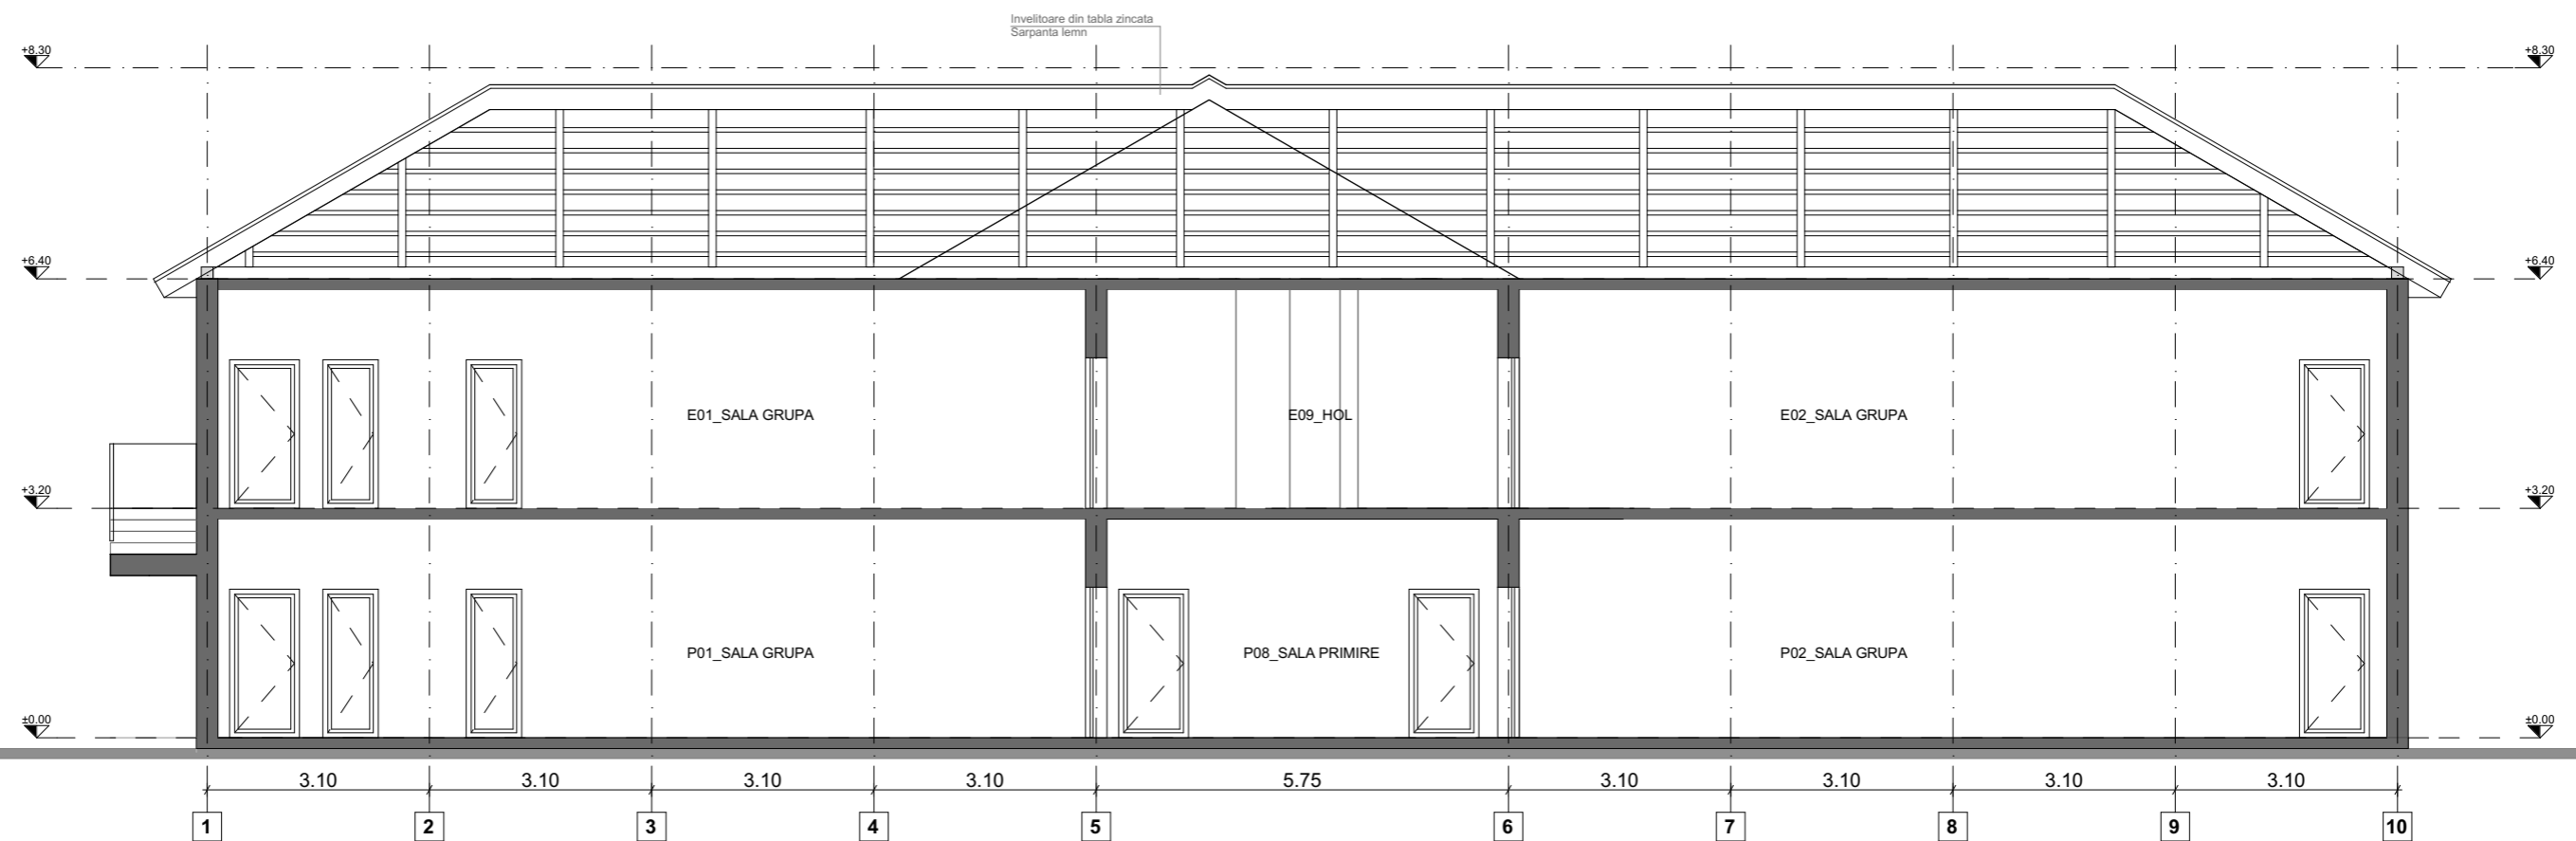 Invelitoare din tabla zincata
Sarpanta lemn
+8.30 +8.30
+6.40 +6.40
E01_SALA GRUPA E09_HOL E02_SALA GRUPA
+3.20 +3.20
P01_SALA GRUPA P08_SALA PRIMIRE P02_SALA GRUPA
±0.00 ±0.00
3.10 3.10 3.10 3.10 5.75 3.10 3.10 3.10 3.10
1 2 3 4 5 6 7 8 9 10